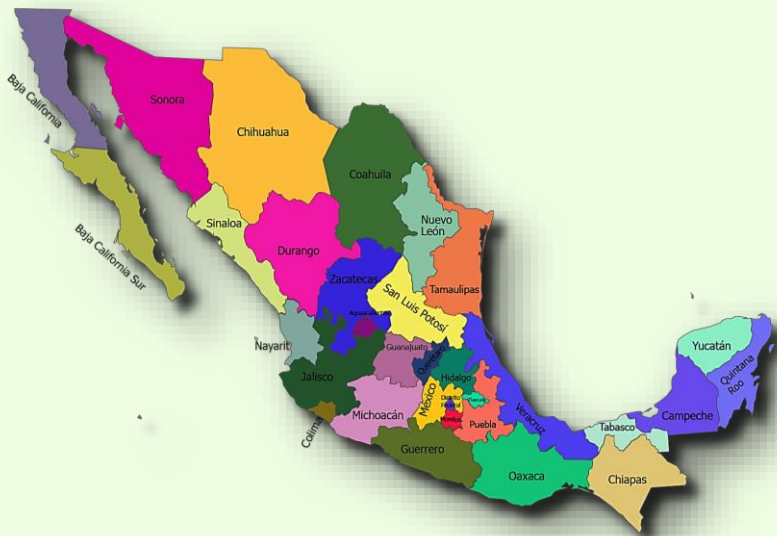 Baja California
Sonora
Chihuahua
Coahuila
Sinaloa
Nuevo
León
Durango
Baja California Sur
Zacatecas
Tamaulipas
San Luis Potosí
Aguascalientes
Nayarit
Guanajuato
Querétaro
Yucatán
Quintana
Roo
Jalisco
Hidalgo
México
Distrito
Federal
Tlaxcala
Michoacán
Morelos
Veracruz
Campeche
Colima
Puebla
Tabasco
Guerrero
Oaxaca
Chiapas